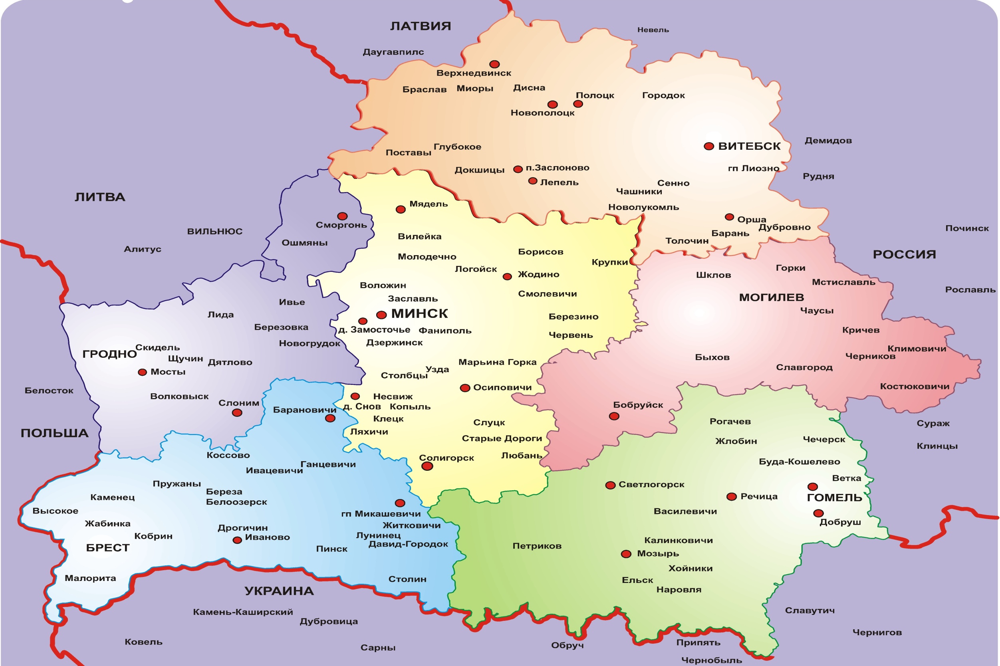 ЛАТВИЯ
Невель
Даугавпилс
Верхнедвинск
Браслав
Миоры
Дисна
Полоцк
Городок
Новополоцк
Демидов
ВИТЕБСК
Глубокое
Поставы
Докшицы
п.Заслоново
гп Лиозно
Рудня
Лепель
Сенно
Чашники
ЛИТВА
Мядель
Новолукомль
Орша
Сморгонь
Дубровно
Починск
ВИЛЬНЮС
Барань
Вилейка
Толочин
Ошмяны
Алитус
Борисов
РОССИЯ
Молодечно
Крупки
Логойск
Горки
Жодино
Шклов
Мстиславль
Воложин
Рославль
Смолевичи
МОГИЛЕВ
Заславль
Ивье
Чаусы
МИНСК
Лида
Березино
Березовка
д. Замосточье
Фаниполь
Кричев
Червень
Новогрудок
Дзержинск
Скидель
Климовичи
ГРОДНО
Черников
Щучин
Быхов
Дятлово
Марьина Горка
Славгород
Узда
Мосты
Столбцы
Осиповичи
Костюковичи
Белосток
Волковыск
Несвиж
Слоним
Бобруйск
д. Снов
Копыль
Барановичи
Клецк
Рогачев
Слуцк
Сураж
Ляхичи
ПОЛЬША
Старые Дороги
Чечерск
Жлобин
Клинцы
Коссово
Любань
Солигорск
Буда-Кошелево
Ганцевичи
Ивацевичи
Ветка
Пружаны
Светлогорск
Береза
Речица
Каменец
ГОМЕЛЬ
Белоозерск
Высокое
Василевичи
гп Микашевичи
Жабинка
Добруш
Житковичи
Дрогичин
Кобрин
Иваново
Лунинец
Калинковичи
Давид-Городок
БРЕСТ
Пинск
Петриков
Мозырь
Хойники
Малорита
Столин
Ельск
УКРАИНА
Наровля
Славутич
Камень-Каширский
Дубровица
Чернигов
Ковель
Припять
Обруч
Сарны
Чернобыль